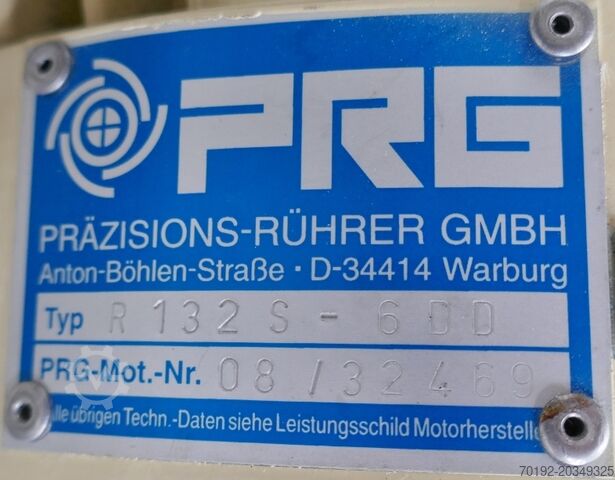 PRG
PRÄZISIONS-RÜHRER GMBH
Anton-Böhlen-Straße · D-34414 Warburg
Typ R 132 S - 6 DD
PRG-Mot.-Nr. 08/32469
alle übrigen Techn.-Daten siehe Leistungsschild Motorhersteller
70192-20349325